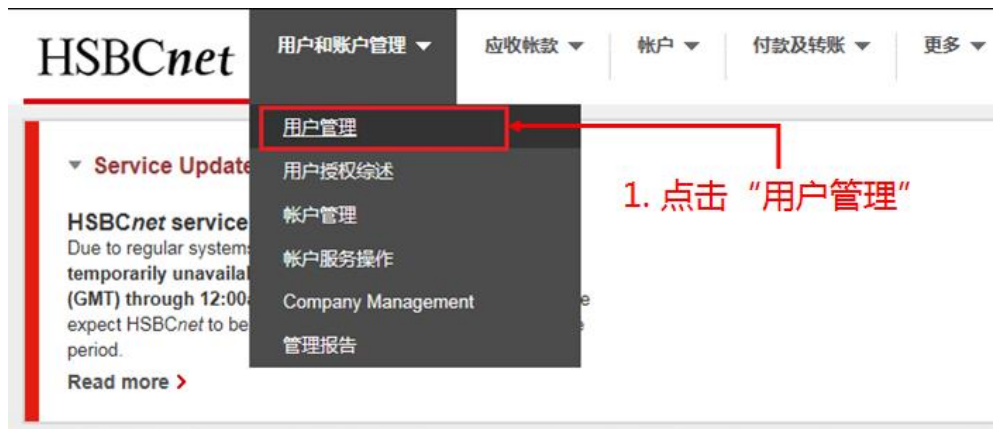 HSBCnet
用户和账户管理
应收帐款
帐户
付款及转账
更多
用户管理
用户授权综述
帐户管理
帐户服务操作
Company Management
管理报告
Service Update
HSBCnet service
Due to regular system
temporarily
(GMT) through 12:00
expect HSBCnet to be
period.
Read more
1. 点击“用户管理”